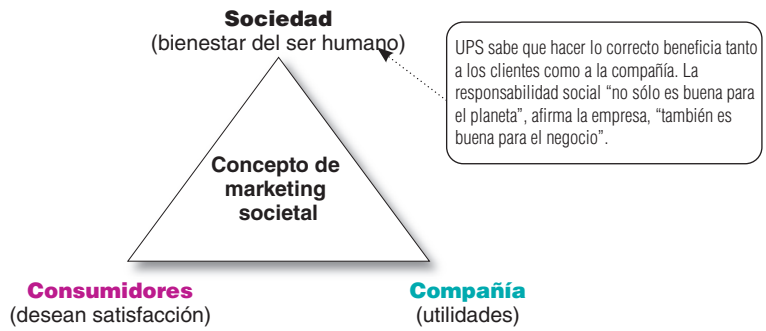 Sociedad
(bienestar del ser humano)
UPS sabe que hacer lo correcto beneficia tanto
a los clientes como a la compañía. La
responsabilidad social “no sólo es buena para
el planeta”, afirma la empresa, “también es
buena para el negocio”.
Concepto de
marketing
societal
Consumidores
(desean satisfacción)
Compañía
(utilidades)